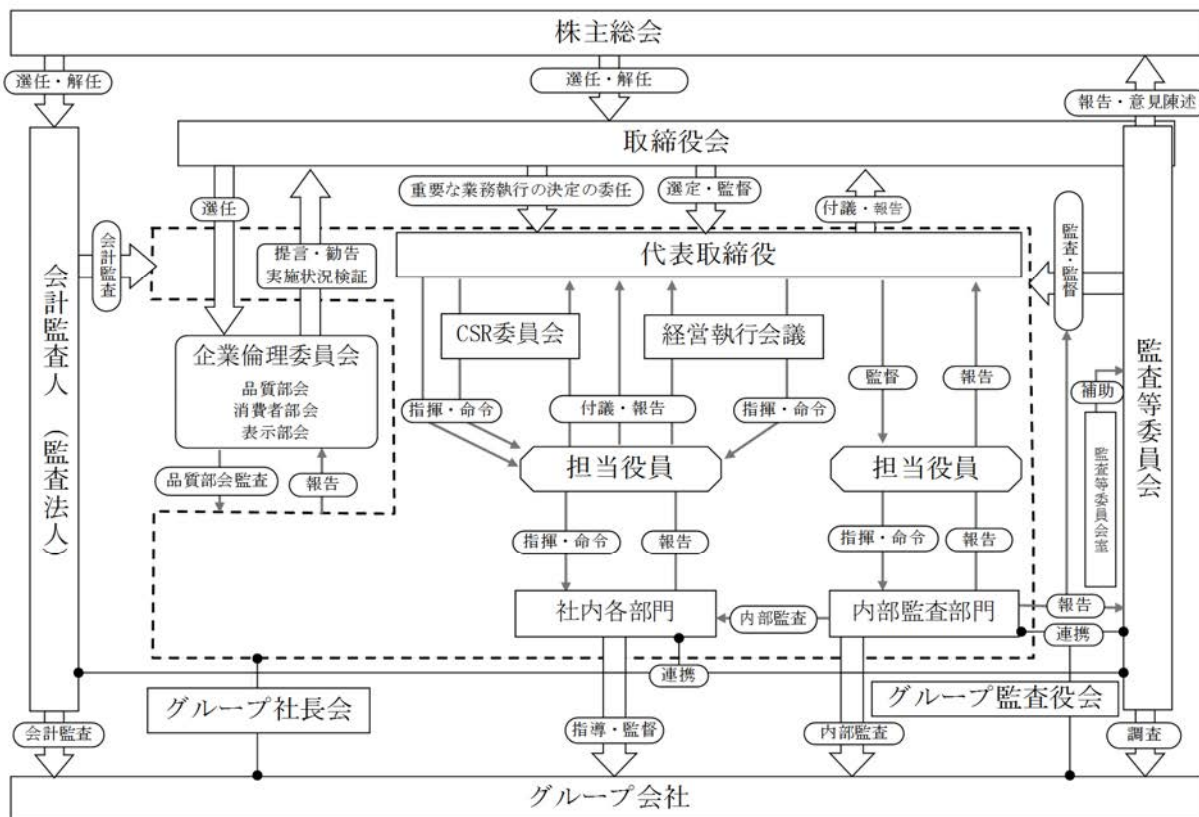 株主総会
選任・解任
選任・解任
報告・意見陳述
取締役会
選任
重要な業務執行の決定の委任
選定・監督
付議・報告
監査・監督
会計監査
提言・勧告
実施状況検証
代表取締役
会計監査人（監査法人）
監査等委員会
CSR委員会
経営執行会議
企業倫理委員会
品質部会
消費者部会
表示部会
指揮・命令
付議・報告
指揮・命令
監督
報告
補助
監査等委員会室
担当役員
担当役員
品質部会監査
報告
指揮・命令
報告
指揮・命令
報告
社内各部門
内部監査
内部監査部門
報告
連携
連携
グループ社長会
グループ監査役会
会計監査
指導・監督
内部監査
調査
グループ会社